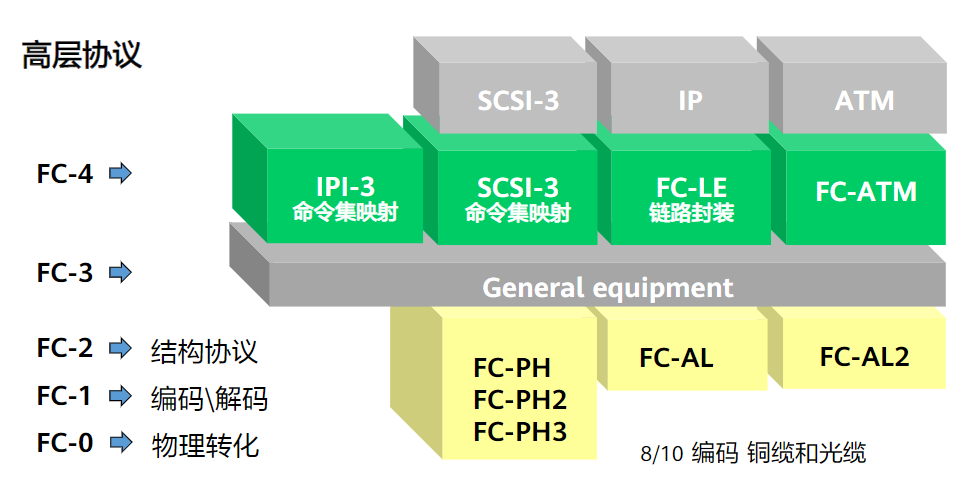 高层协议
SCSI-3
IP
ATM
FC-4
IPI-3
命令集映射
SCSI-3
命令集映射
FC-LE
链路封装
FC-ATM
FC-3
General equipment
FC-2
结构协议
FC-1
编码\解码
FC-0
物理转化
FC-PH
FC-PH2
FC-PH3
FC-AL
FC-AL2
8/10 编码 铜缆和光缆